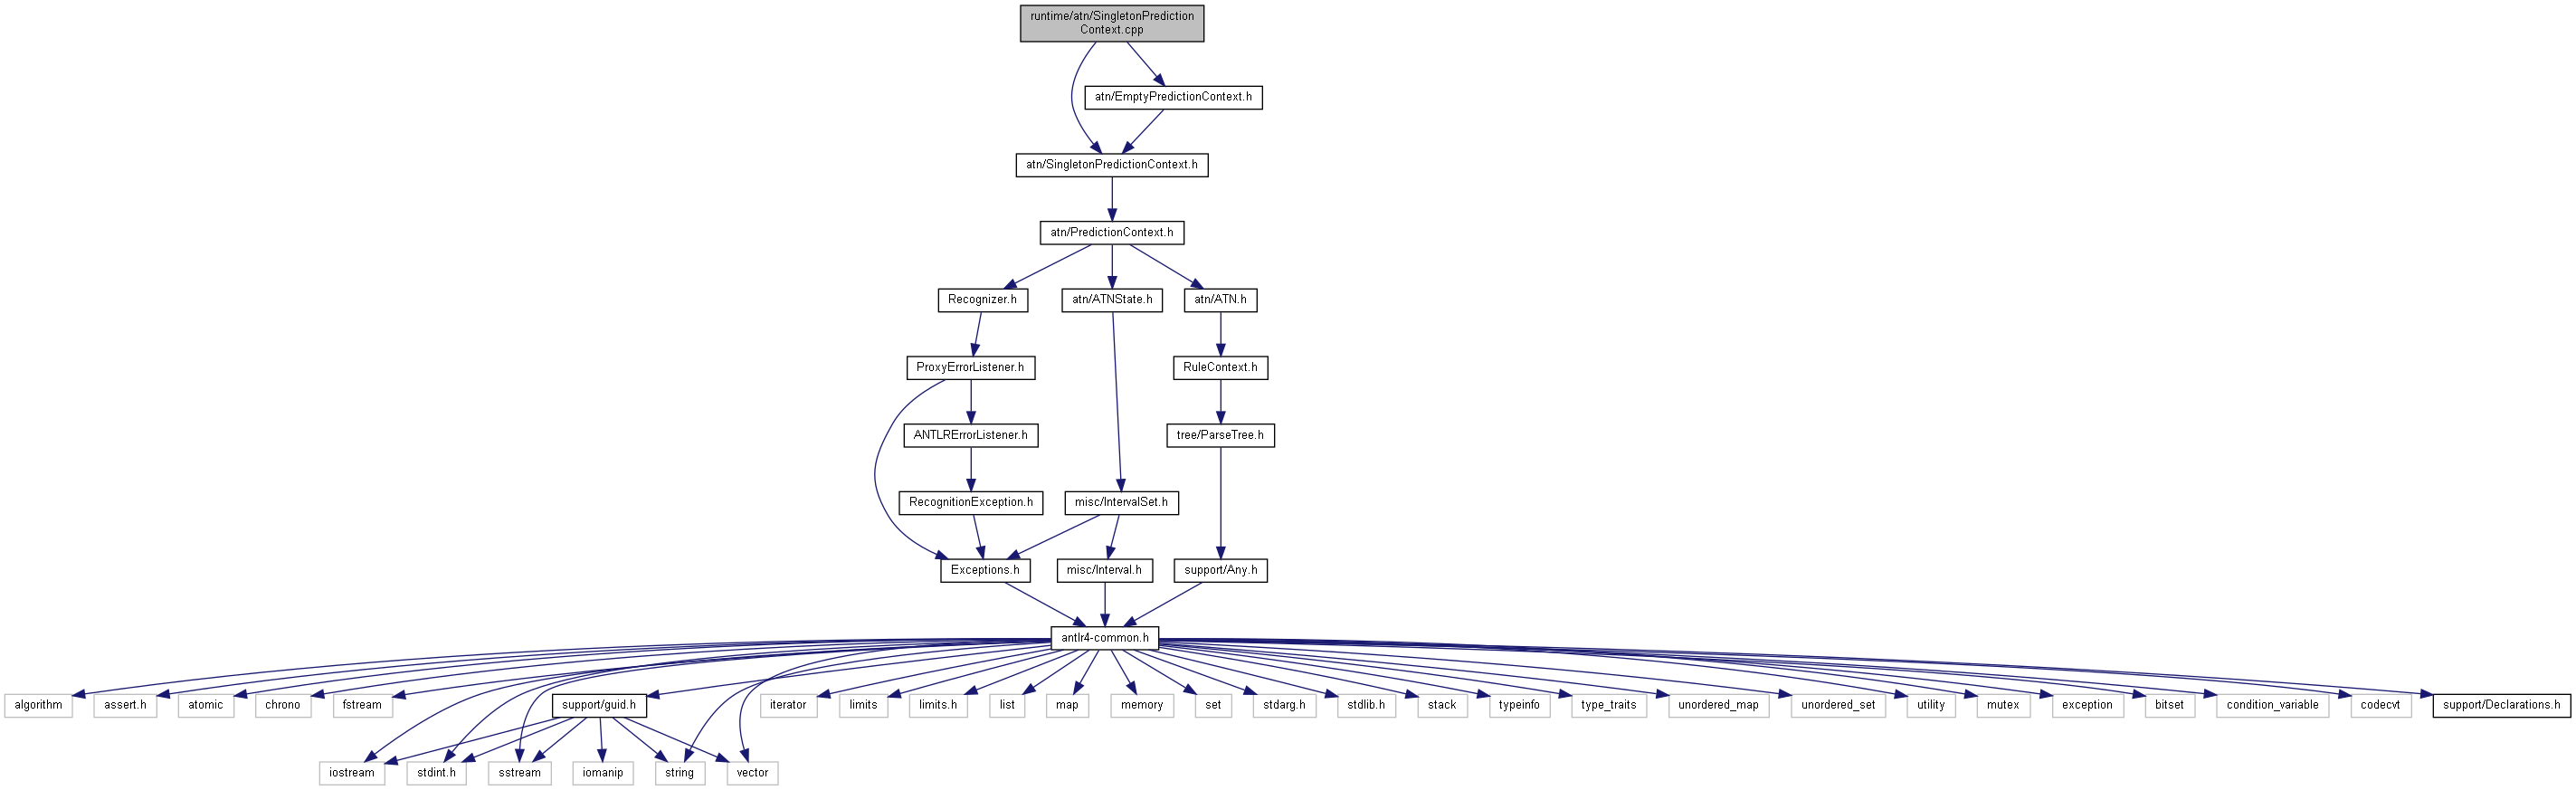 runtime/atn/SingletonPrediction
Context.cpp
atn/EmptyPredictionContext.h
atn/SingletonPredictionContext.h
atn/PredictionContext.h
Recognizer.h
atn/ATNState.h
atn/ATN.h
ProxyErrorListener.h
RuleContext.h
ANTLRErrorListener.h
tree/ParseTree.h
RecognitionException.h
misc/IntervalSet.h
Exceptions.h
misc/Interval.h
support/Any.h
antlr4-common.h
algorithm
assert.h
atomic
chrono
fstream
support/guid.h
iterator
limits
limits.h
list
map
memory
set
stdarg.h
stdlib.h
stack
typeinfo
type_traits
unordered_map
unordered_set
utility
mutex
exception
bitset
condition_variable
codecvt
support/Declarations.h
iostream
stdint.h
sstream
iomanip
string
vector